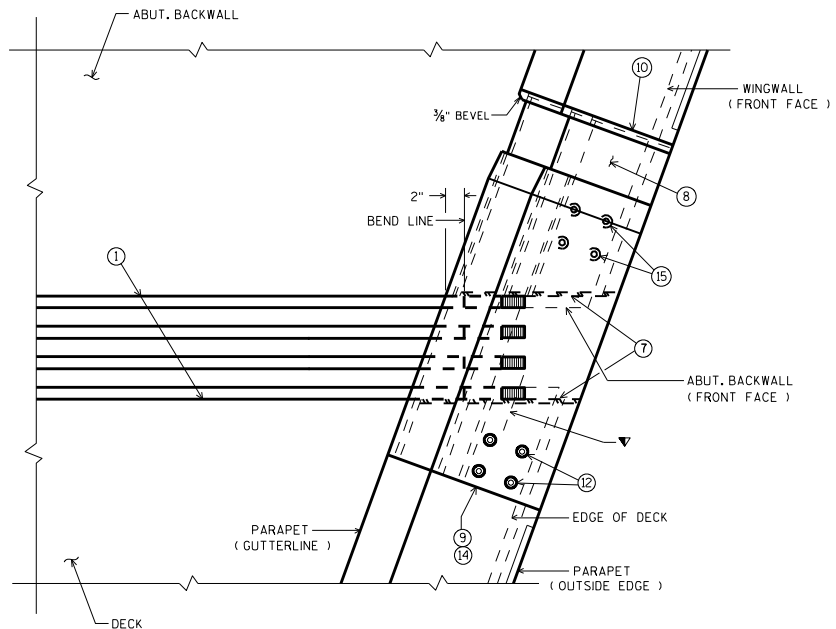 ABUT. BACKWALL
10
WINGWALL
( FRONT FACE )
⅜" BEVEL
8
2"
BEND LINE
1
15
7
ABUT. BACKWALL
( FRONT FACE )
12
EDGE OF DECK
PARAPET
( GUTTERLINE )
9
14
PARAPET
( OUTSIDE EDGE )
DECK